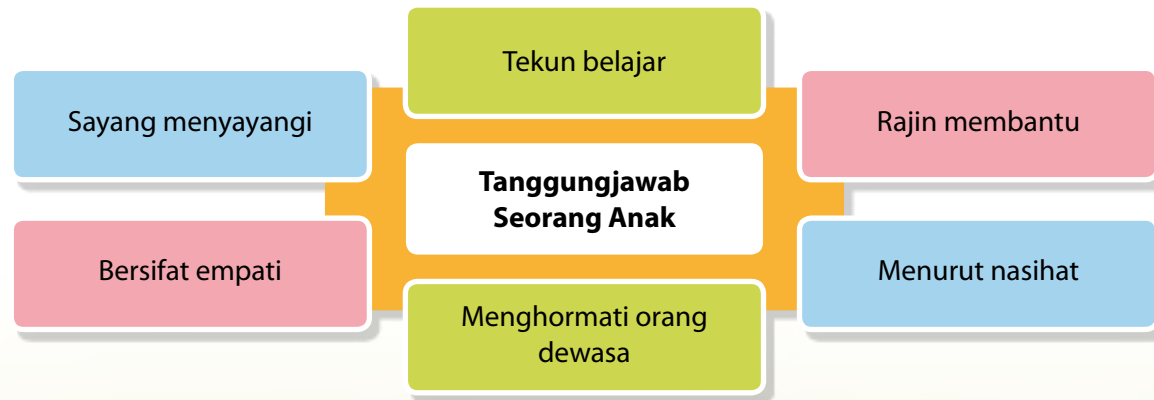 Tekun belajar
Sayang menyayangi
Rajin membantu
Tanggungjawab
Seorang Anak
Bersifat empati
Menurut nasihat
Menghormati orang
dewasa